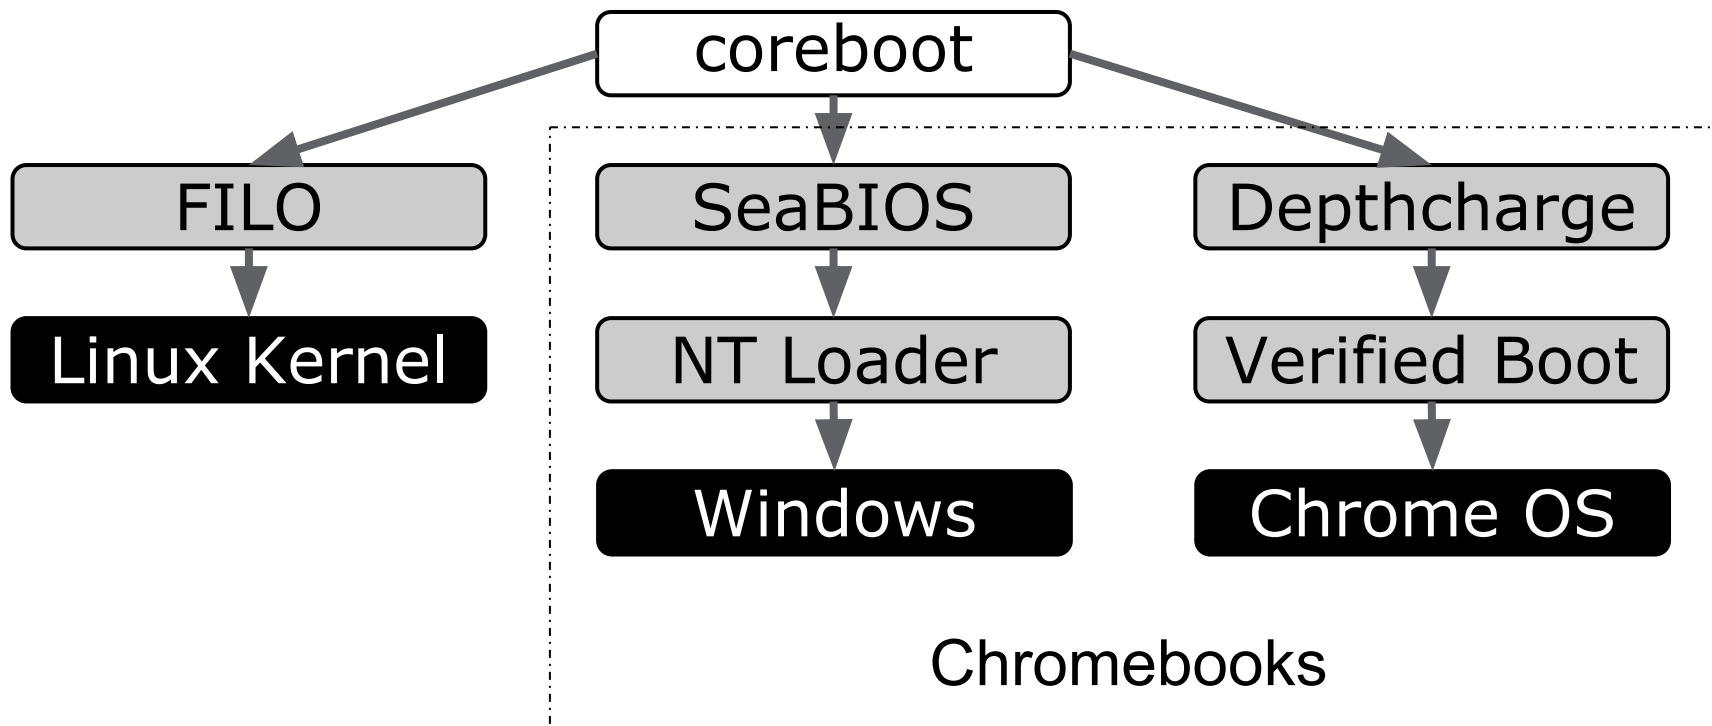 coreboot
FILO
SeaBIOS
Depthcharge
Linux Kernel
NT Loader
Verified Boot
Windows
Chrome OS
Chromebooks